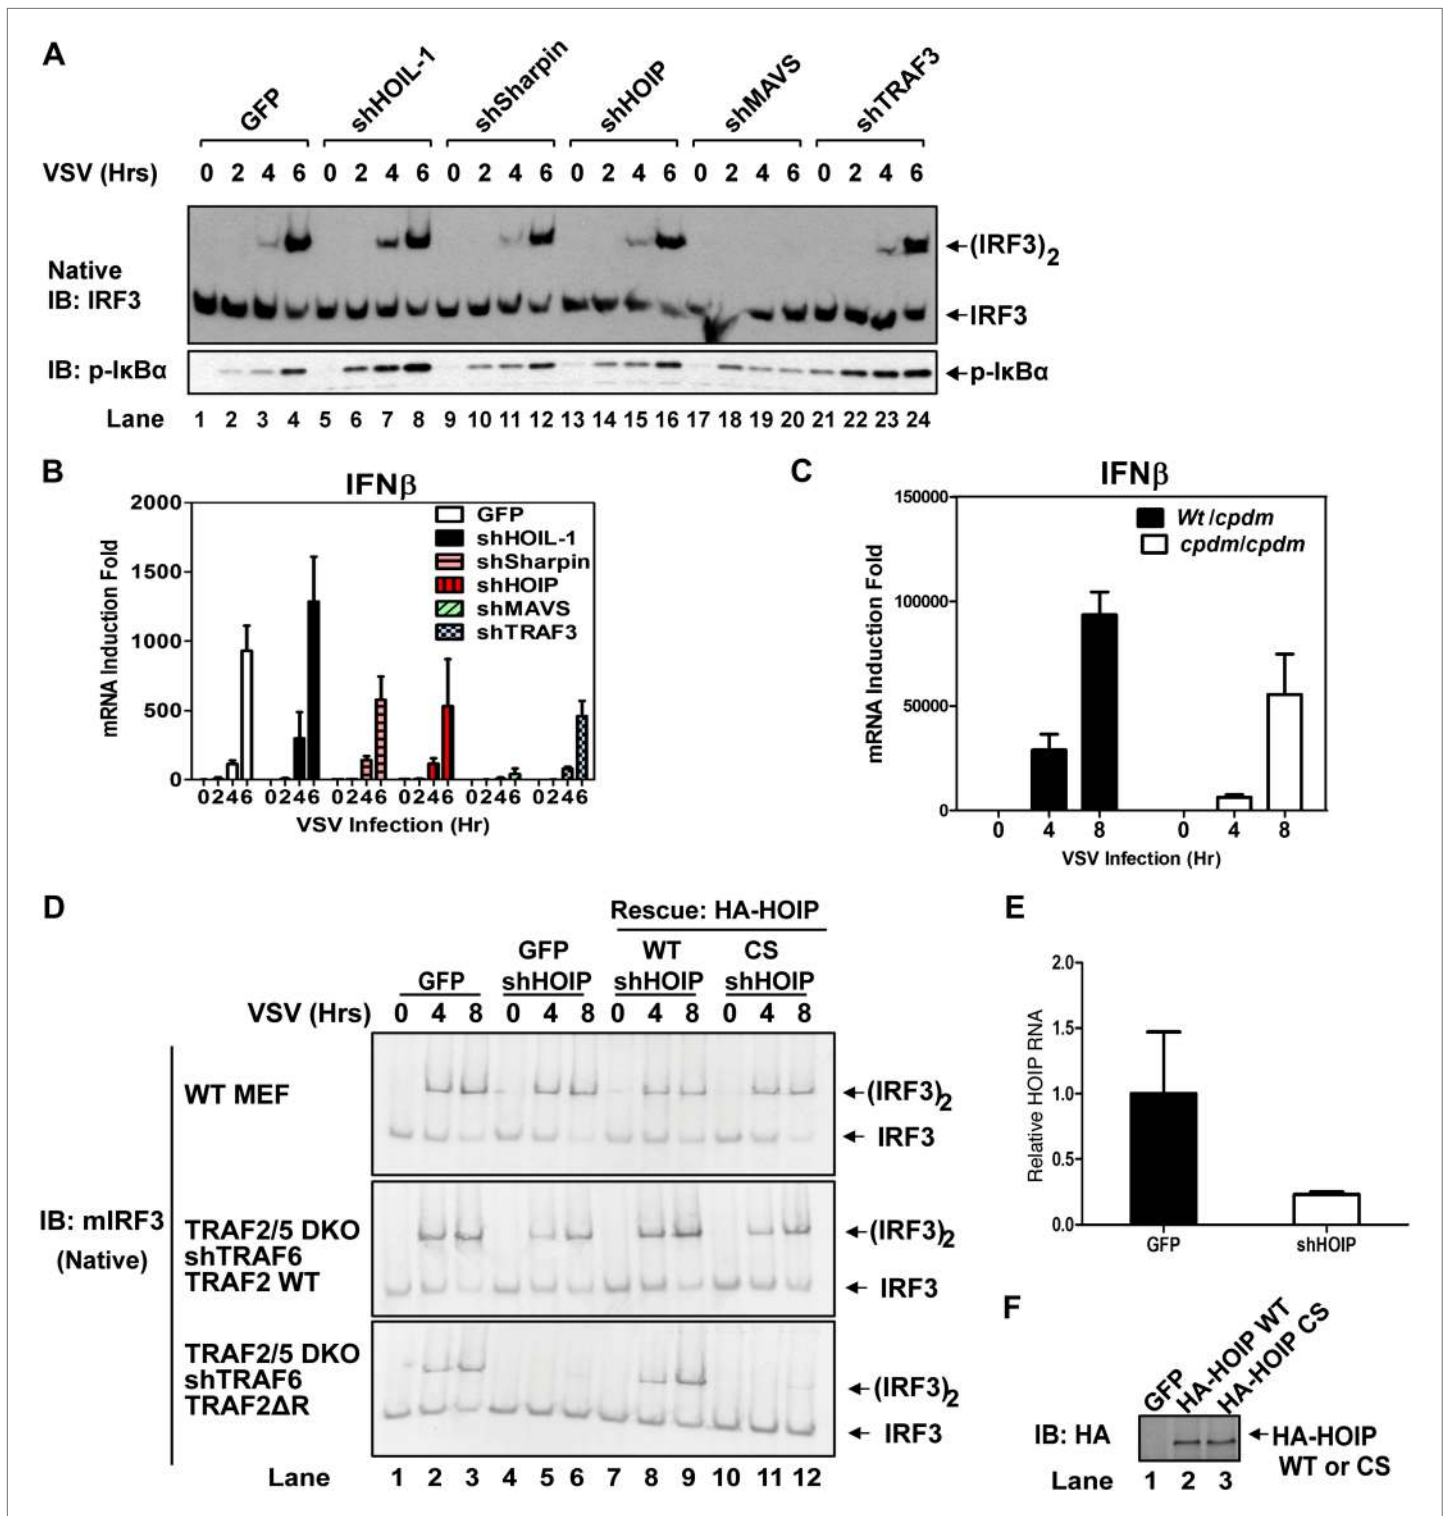 A
GFP shHOIL-1 shSharpin shHOIP shMAVS shTRAF3
VSV (Hrs) 0 2 4 6 0 2 4 6 0 2 4 6 0 2 4 6 0 2 4 6 0 2 4 6
Native
IB: IRF3
(IRF3)2
IRF3
IB: p-IκBα
p-IκBα
Lane 1 2 3 4 5 6 7 8 9 10 11 12 13 14 15 16 17 18 19 20 21 22 23 24
B
IFNβ
mRNA Induction Fold
2000
1500
1000
500
0
GFP
shHOIL-1
shSharpin
shHOIP
shMAVS
shTRAF3
0246 0246 0246 0246 0246 0246
VSV Infection (Hr)
C
IFNβ
mRNA Induction Fold
150000
100000
50000
0
Wt/cpdm
cpdm/cpdm
0 4 8 0 4 8
VSV Infection (Hr)
D
Rescue: HA-HOIP
GFP WT CS
GFP shHOIP shHOIP shHOIP
VSV (Hrs) 0 4 8 0 4 8 0 4 8 0 4 8
IB: mIRF3
(Native)
WT MEF
(IRF3)2
IRF3
TRAF2/5 DKO
shTRAF6
TRAF2 WT
(IRF3)2
IRF3
TRAF2/5 DKO
shTRAF6
TRAF2ΔR
(IRF3)2
IRF3
Lane 1 2 3 4 5 6 7 8 9 10 11 12
E
Relative HOIP RNA
2.0
1.5
1.0
0.5
0.0
GFP shHOIP
F
GFP HA-HOIP WT HA-HOIP CS
IB: HA
HA-HOIP
WT or CS
Lane 1 2 3